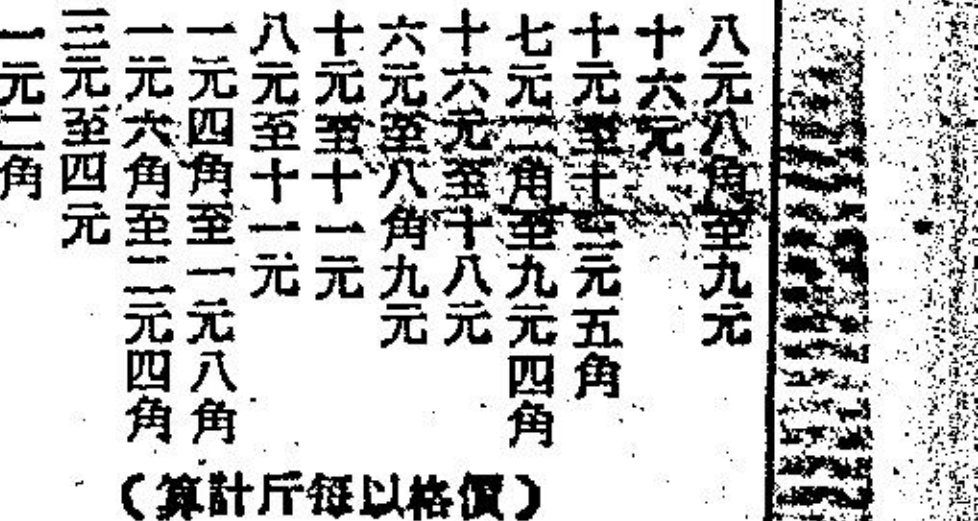 八元八角至九元
十六元
十元至十三元五角
七元二角至九元四角
十六元至十八元
六元至八角九元
十元至十一元
八元至十一元
一元四角至一元八角
一元六角至二元四角
三元至四元
一元二角
（價格以每斤計算）